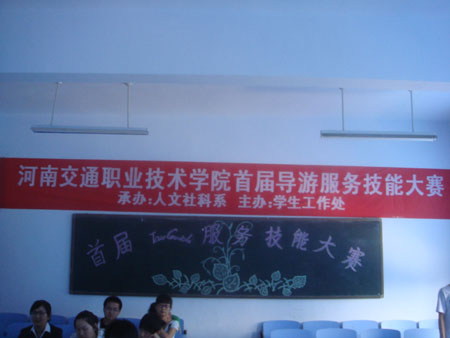 河南交通职业技术学院首届导游服务技能大赛
承办:人文社科系 主办:学生工作处
首届 Tour Guide 服务技能大赛